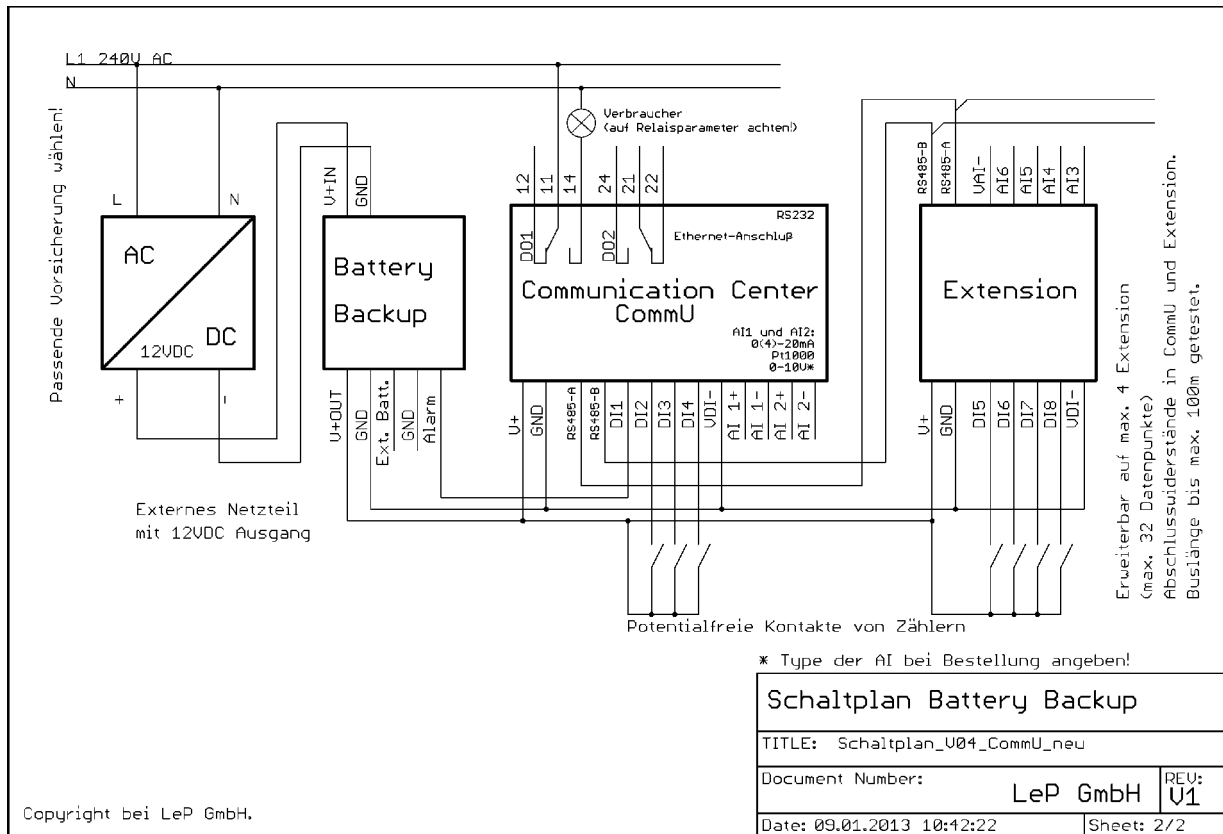 L1 240V AC
N
Passende Vorsicherung wählen!
L
N
AC
DC
12VDC
+
-
Externes Netzteil
mit 12VDC Ausgang
V+IN
GND
Battery
Backup
V+OUT
GND
Ext. Batt.
GND
Alarm
Verbraucher
(auf Relaisparameter achten!)
12
11
14
24
21
22
RS232
DO1
DO2
Ethernet-Anschluß
Communication Center
CommU
AI1 und AI2:
0(4)-20mA
Pt1000
0-10V*
V+
GND
RS485-A
RS485-B
DI1
DI2
DI3
DI4
VDI-
AI 1+
AI 1-
AI 2+
AI 2-
RS485-B
RS485-A
VAI-
AI6
AI5
AI4
AI3
Extension
V+
GND
DI5
DI6
DI7
DI8
VDI-
Erweiterbar auf max. 4 Extension
(max. 32 Datenpunkte)
Abschlusswiderstände in CommU und Extension.
Buslänge bis max. 100m getestet.
Potentialfreie Kontakte von Zählern
* Type der AI bei Bestellung angeben!
Schaltplan Battery Backup
TITLE: Schaltplan_V04_CommU_neu
Document Number:
LeP GmbH
REV:
V1
Date: 09.01.2013 10:42:22
Sheet: 2/2
Copyright bei LeP GmbH.